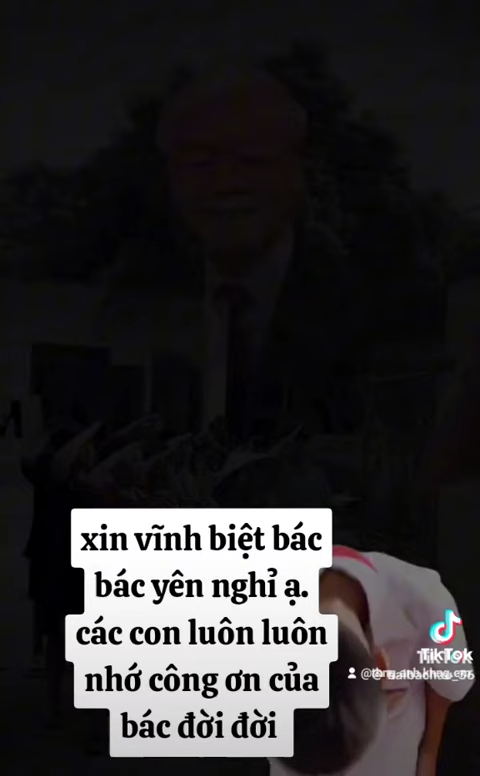 xin vĩnh biệt bác
bác yên nghỉ ạ.
các con luôn luôn
nhớ công ơn của
bác đời đời
TikTok